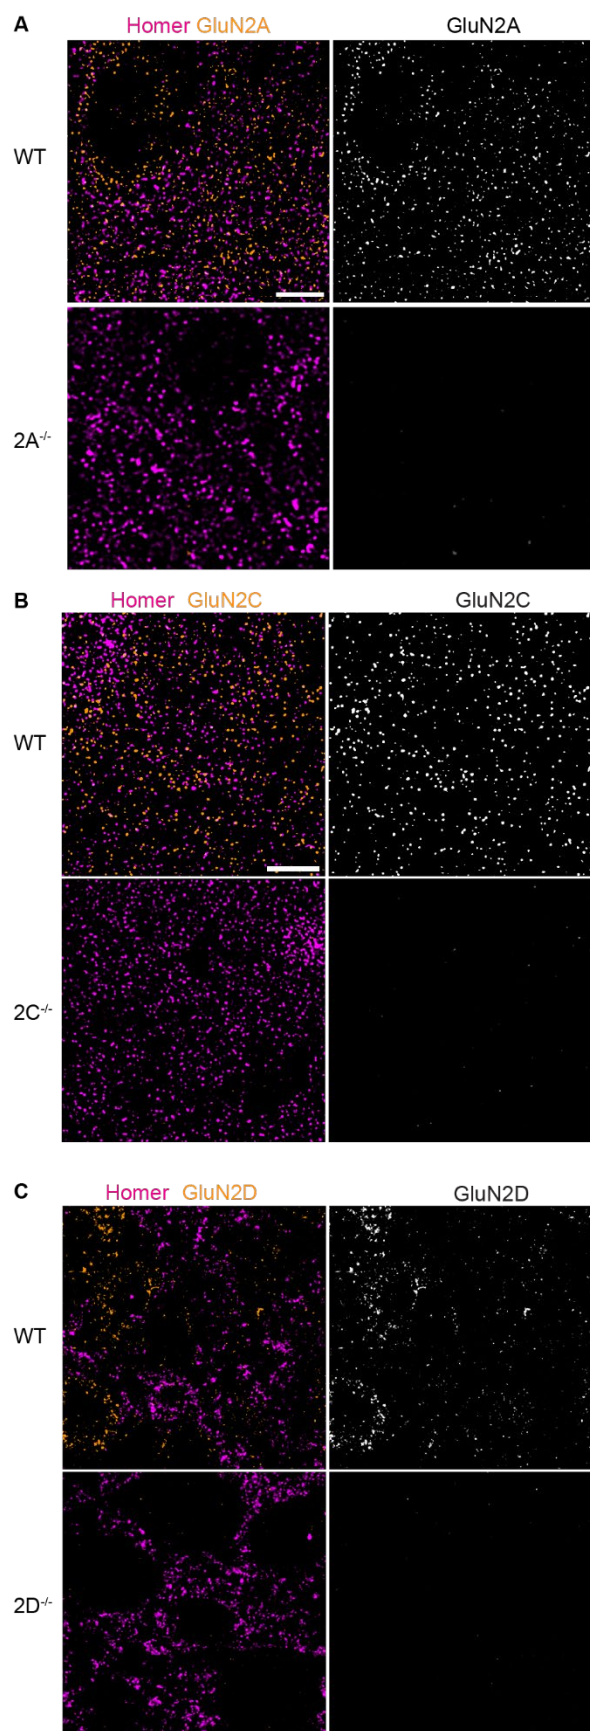 A Homer GluN2A GluN2A
WT
2A-/-
B Homer GluN2C GluN2C
WT
2C-/-
C Homer GluN2D GluN2D
WT
2D-/-